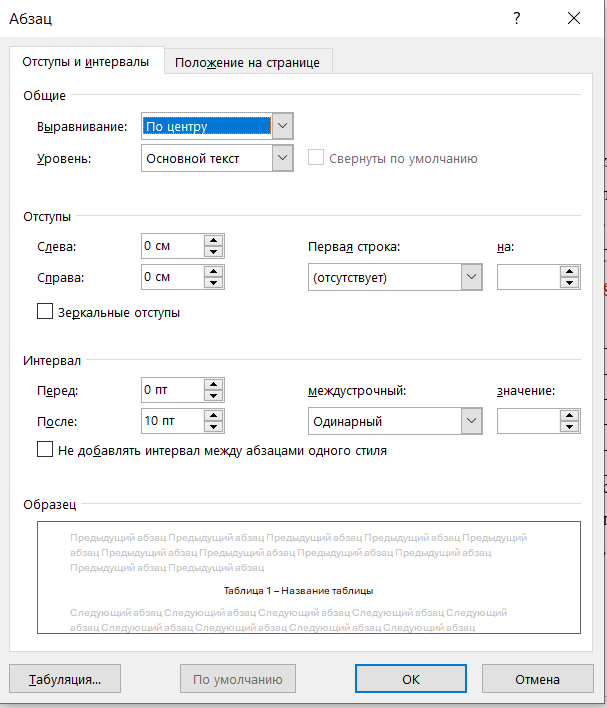 Абзац
Отступы и интервалы Положение на странице
Общие
Выравнивание: По центру
Уровень: Основной текст Свернуты по умолчанию
Отступы
Слева: 0 см Первая строка: на:
Справа: 0 см (отсутствует)
Зеркальные отступы
Интервал
Перед: 0 пт междустрочный: значение:
После: 10 пт Одинарный
Не добавлять интервал между абзацами одного стиля
Образец
Предыдущий абзац Предыдущий абзац Предыдущий абзац Предыдущий абзац Предыдущий
абзац Предыдущий абзац Предыдущий абзац Предыдущий абзац Предыдущий абзац
Предыдущий абзац Предыдущий абзац
Таблица 1 – Название таблицы
Следующий абзац Следующий абзац Следующий абзац Следующий абзац Следующий
абзац Следующий абзац Следующий абзац Следующий абзац Следующий абзац
Табуляция... По умолчанию ОК Отмена